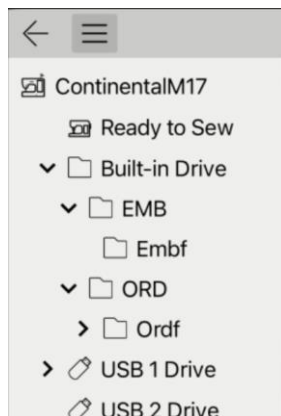 ContinentalM17
Ready to Sew
Built-in Drive
EMB
Embf
ORD
Ordf
USB 1 Drive
USB 2 Drive